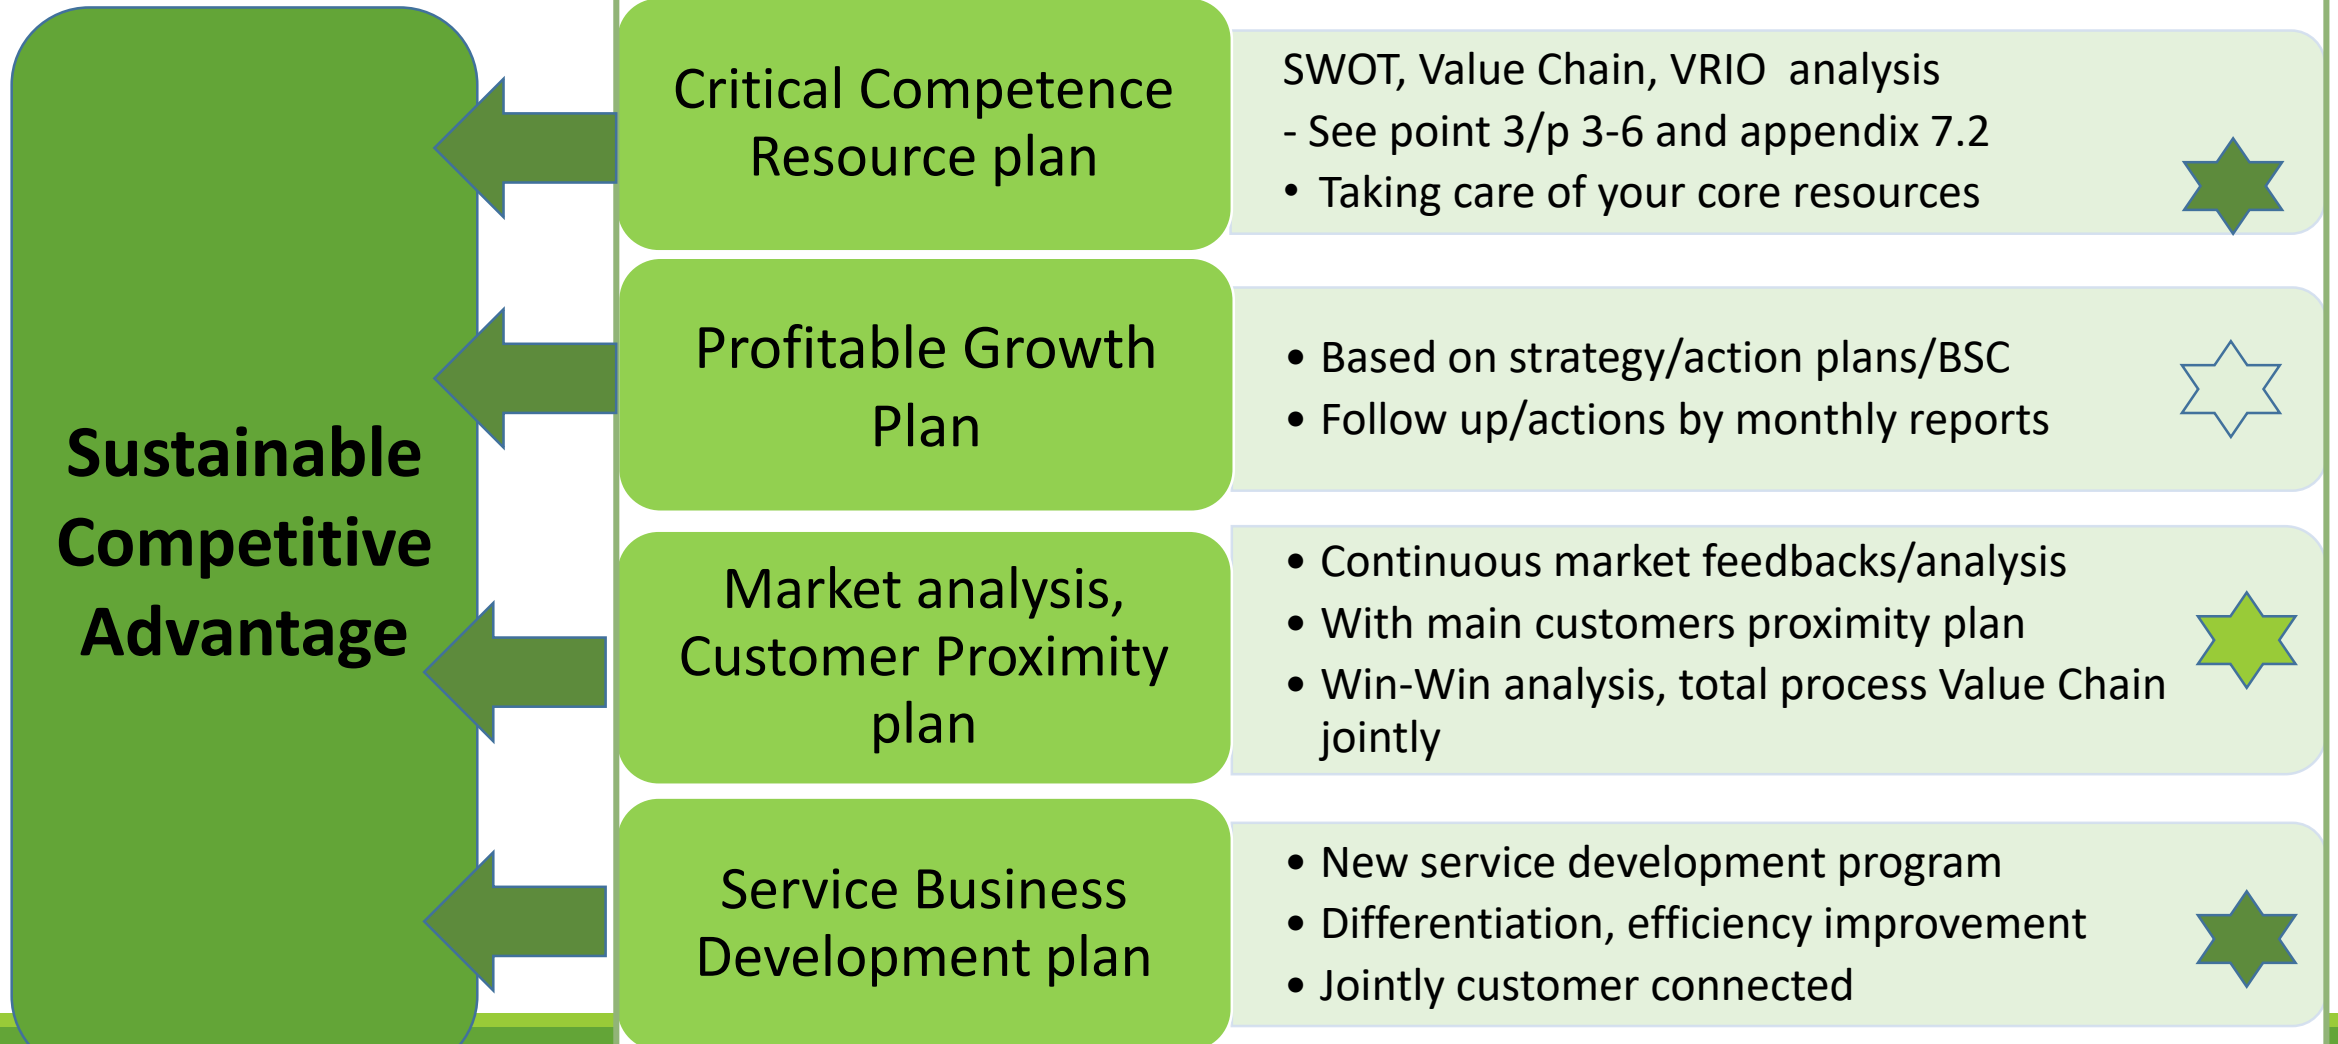 Sustainable
Competitive
Advantage
Critical Competence
Resource plan
SWOT, Value Chain, VRIO  analysis
- See point 3/p 3-6 and appendix 7.2
• Taking care of your core resources
Profitable Growth
Plan
• Based on strategy/action plans/BSC
• Follow up/actions by monthly reports
Market analysis,
Customer Proximity
plan
• Continuous market feedbacks/analysis
• With main customers proximity plan
• Win-Win analysis, total process Value Chain
jointly
Service Business
Development plan
• New service development program
• Differentiation, efficiency improvement
• Jointly customer connected